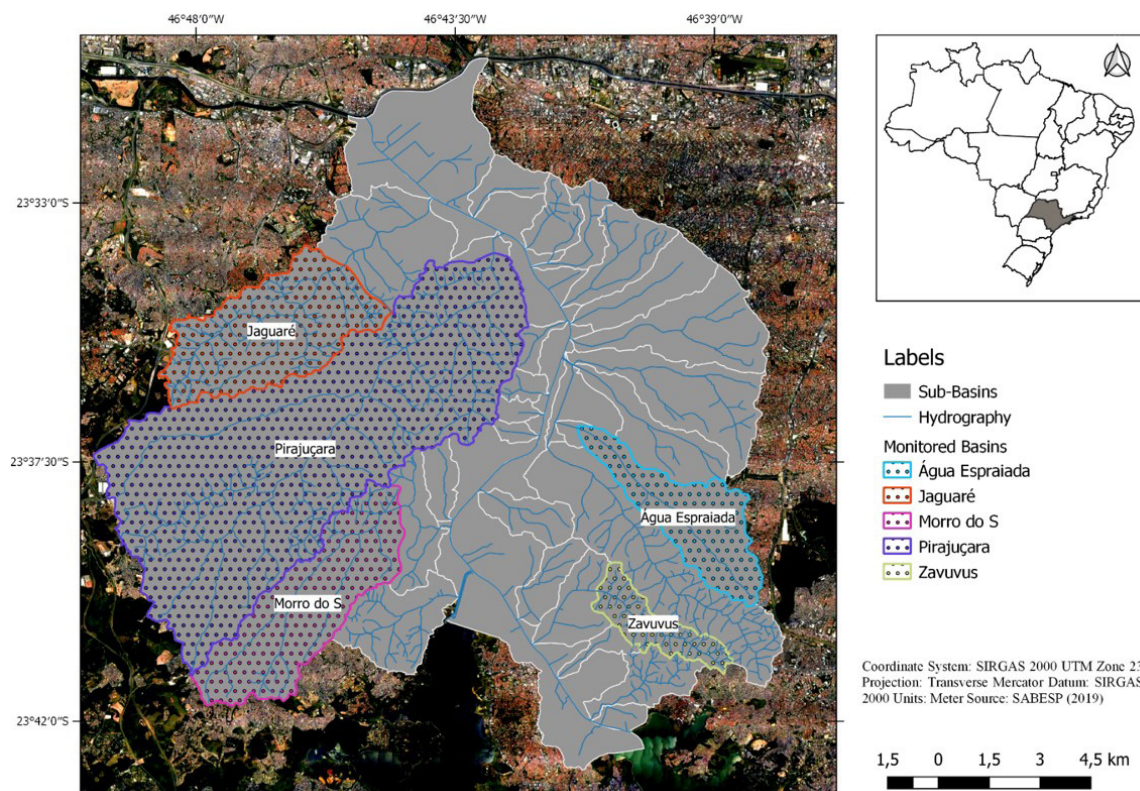 46°48'0"W
46°43'30"W
46°39'0"W
23°33'0"S
23°37'30"S
23°42'0"S
Jaguaré
Pirajuçara
Água Espraiada
Morro do S
Zavuvus
Labels
Sub-Basins
Hydrography
Monitored Basins
Água Espraiada
Jaguaré
Morro do S
Pirajuçara
Zavuvus
Coordinate System: SIRGAS 2000 UTM Zone 23
Projection: Transverse Mercator Datum: SIRGAS
2000 Units: Meter Source: SABESP (2019)
1,5 0 1,5 3 4,5 km